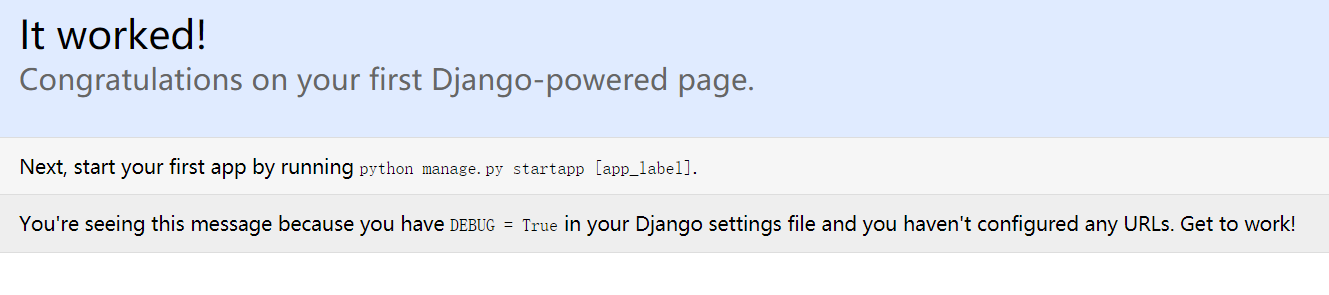 It worked!
Congratulations on your first Django-powered page.
Next, start your first app by running python manage.py startapp [app_label].
You're seeing this message because you have DEBUG = True in your Django settings file and you haven't configured any URLs. Get to work!